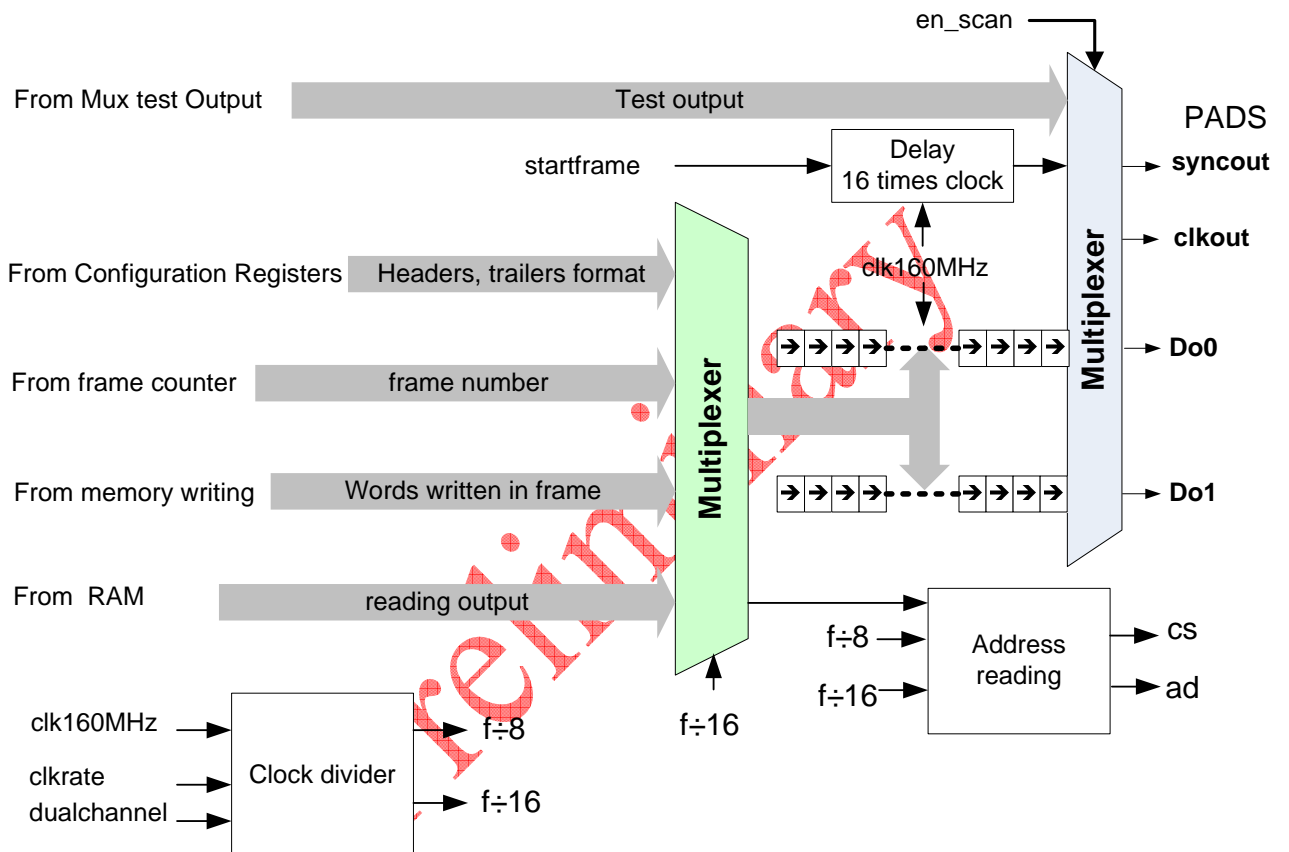 en_scan
From Mux test Output
Test output
PADS
startframe
Delay
16 times clock
syncout
clkout
From Configuration Registers
Headers, trailers format
clk160MHz
Multiplexer
Do0
From frame counter
frame number
Multiplexer
From memory writing
Words written in frame
Do1
From RAM
reading output
f÷8
f÷16
Address
reading
cs
ad
f÷16
clk160MHz
clkrate
dualchannel
Clock divider
f÷8
f÷16
Preliminary